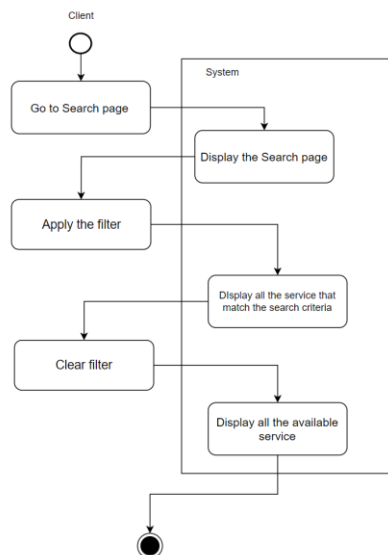 Client
System
Go to Search page
Display the Search page
Apply the filter
DIsplay all the service that
match the search criteria
Clear filter
Display all the available
service